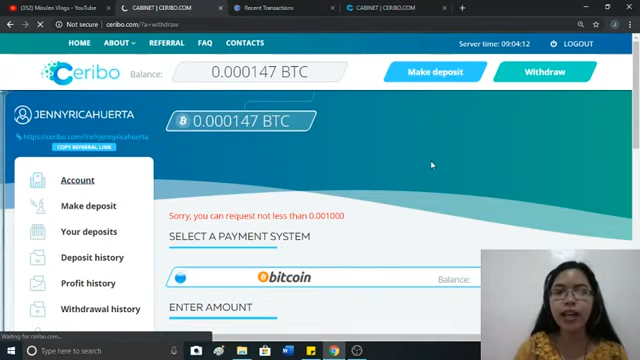 (352) Misslen Vlogs - YouTube
CABINET | CERIBO.COM
Recent Transactions
CABINET | CERIBO.COM
Not secure
ceribo.com/?a=withdraw
HOME
ABOUT
REFERRAL
FAQ
CONTACTS
Server time: 09:04:12
LOGOUT
Ceribo
Balance:
0.000147 BTC
Make deposit
Withdraw
JENNYRICAHUERTA
https://ceribo.com/?ref=jennyricahuerta
COPY REFERRAL LINK
0.000147 BTC
Account
Make deposit
Your deposits
Deposit history
Profit history
Withdrawal history
Sorry, you can request not less than 0.001000
SELECT A PAYMENT SYSTEM
bitcoin
Balance:
ENTER AMOUNT
Waiting for ceribo.com...
Type here to search